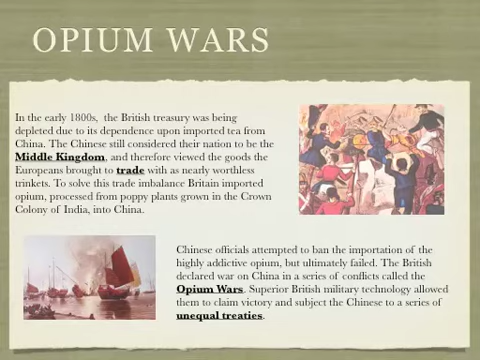 OPIUM WARS
In the early 1800s, the British treasury was being
depleted due to its dependence upon imported tea from
China. The Chinese still considered their nation to be the
Middle Kingdom, and therefore viewed the goods the
Europeans brought to trade with as nearly worthless
trinkets. To solve this trade imbalance Britain imported
opium, processed from poppy plants grown in the Crown
Colony of India, into China.
Chinese officials attempted to ban the importation of the
highly addictive opium, but ultimately failed. The British
declared war on China in a series of conflicts called the
Opium Wars. Superior British military technology allowed
them to claim victory and subject the Chinese to a series of
unequal treaties.